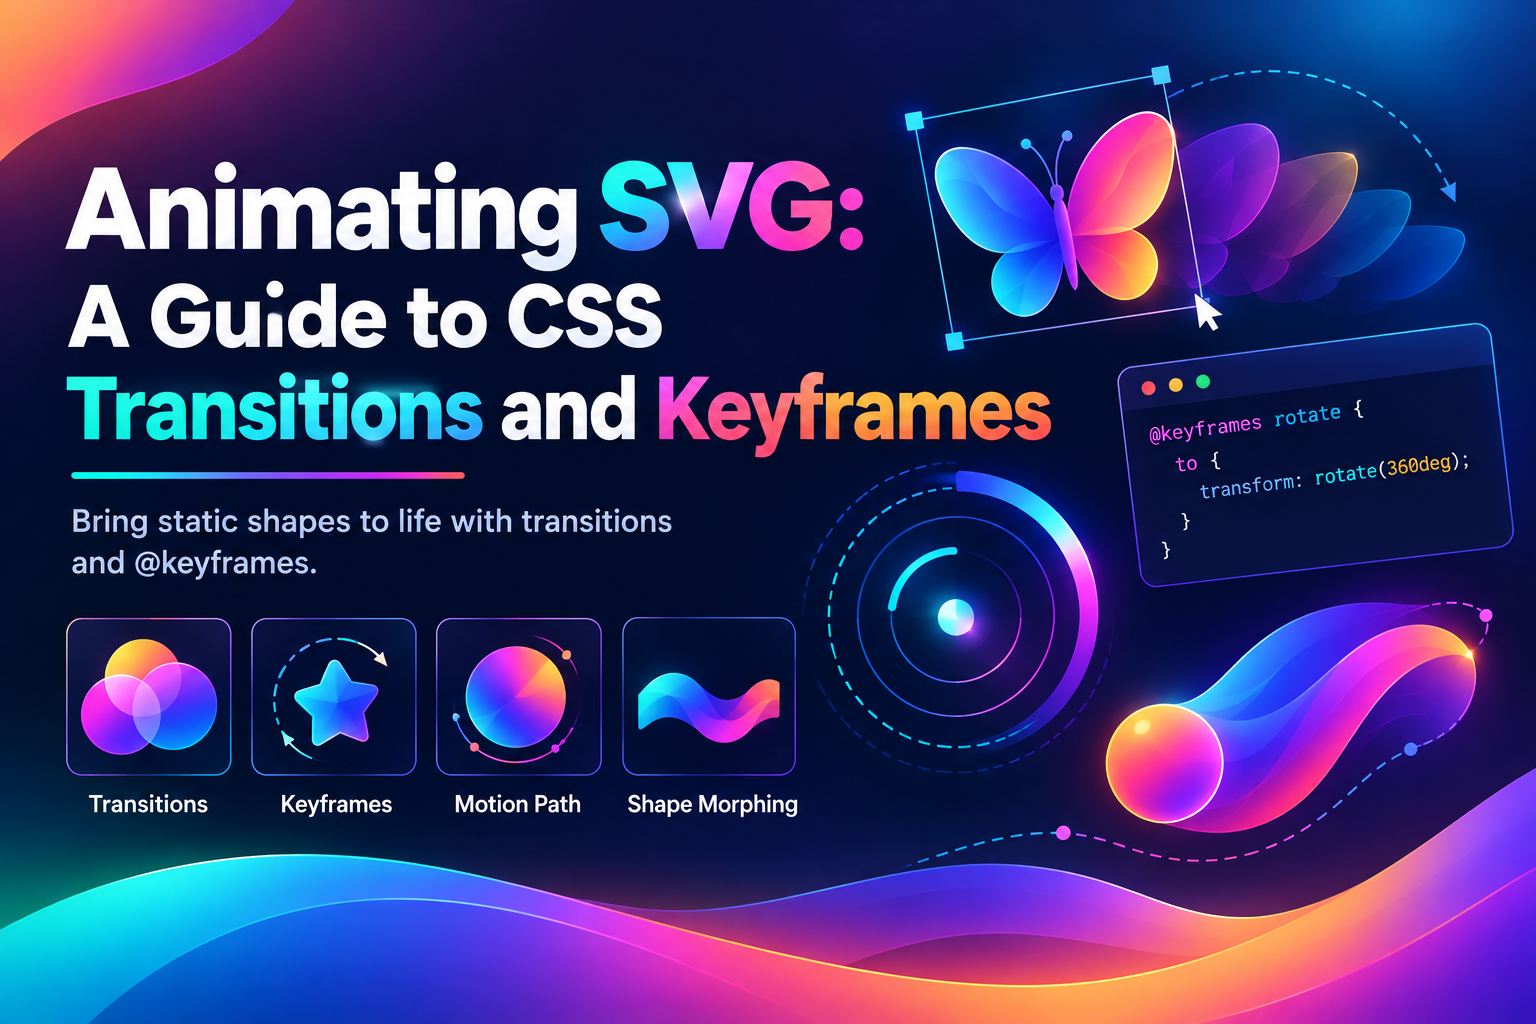 Animating SVG:
A Guide to CSS
Transitions and Keyframes
Bring static shapes to life with transitions
and @keyframes.
Transitions
Keyframes
Motion Path
Shape Morphing
@keyframes rotate {
to {
transform: rotate(360deg);
}
}